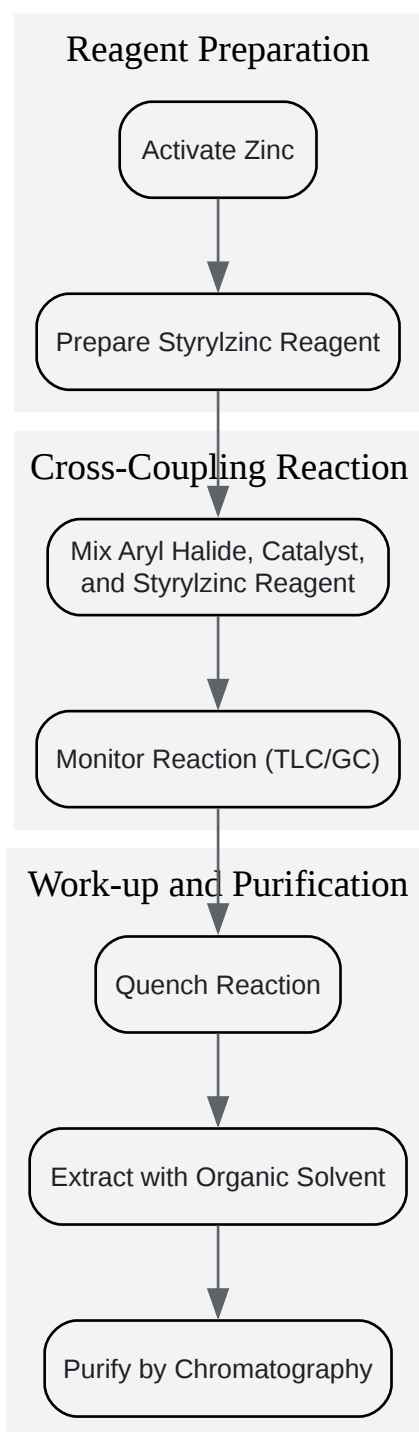 Reagent Preparation
Activate Zinc
Prepare Styrylzinc Reagent
Cross-Coupling Reaction
Mix Aryl Halide, Catalyst,
and Styrylzinc Reagent
Monitor Reaction (TLC/GC)
Work-up and Purification
Quench Reaction
Extract with Organic Solvent
Purify by Chromatography